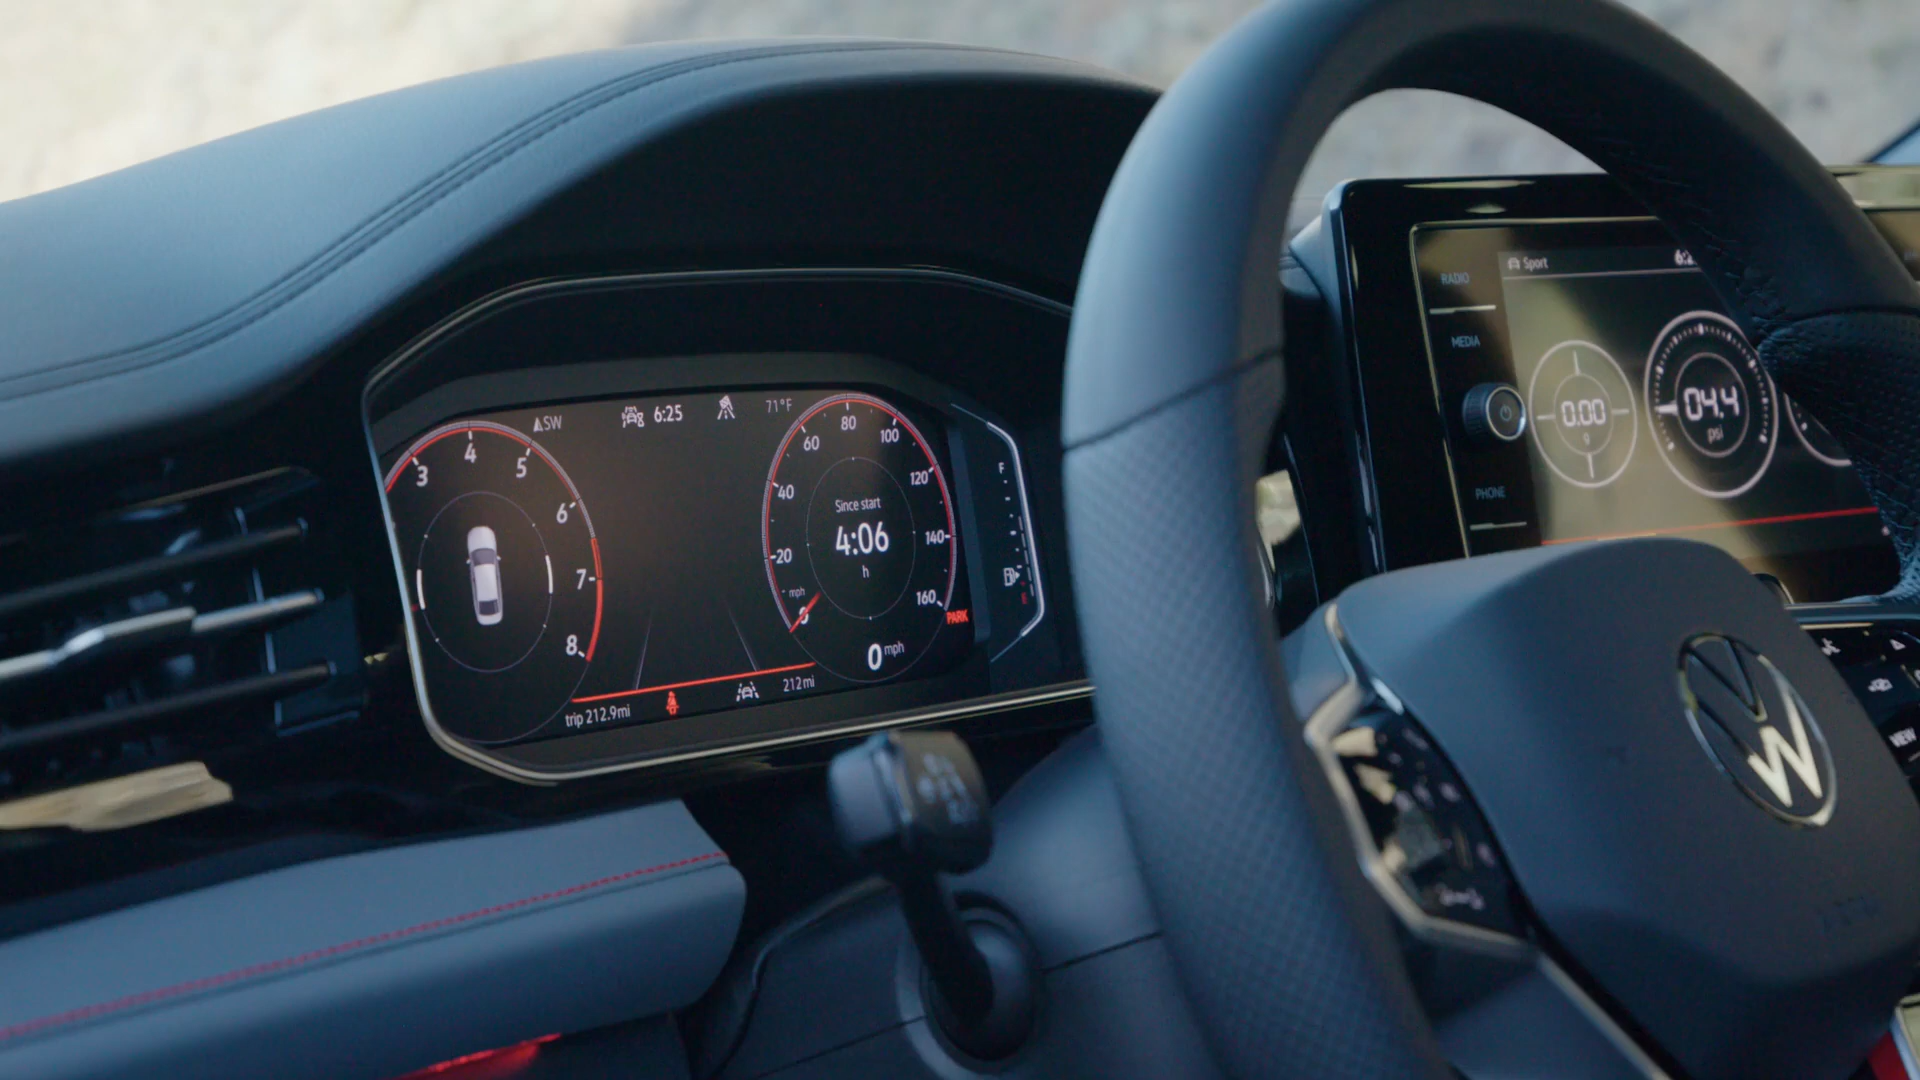 SW
6:25
71°F
3
4
5
6
7
8
trip 212.9mi
212mi
20
40
60
80
100
120
140
160
mph
Since start
4:06
h
0 mph
PARK
F
RADIO
MEDIA
PHONE
Sport
0.00
g
04.4
psi
VIEW